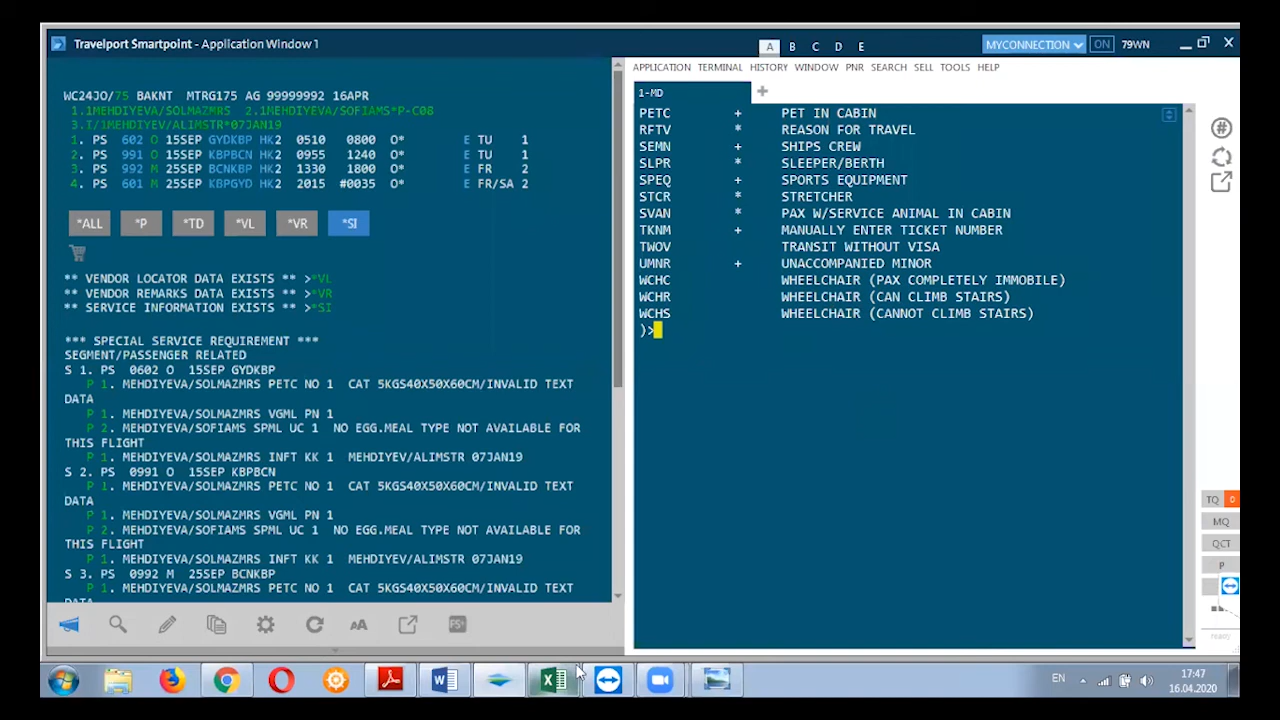 Travelport Smartpoint - Application Window 1
A B C D E
MYCONNECTION ON 79WN
APPLICATION TERMINAL HISTORY WINDOW PNR SEARCH SELL TOOLS HELP
1-MD
WC24JO/75 BAKNT MTRG175 AG 99999992 16APR
1.1MEHDIYEVA/SOLMAZMRS 2.1MEHDIYEVA/SOFIAMS*P-C08
3.I/1MEHDIYEV/ALIMSTR*07JAN19
1. PS 602 O 15SEP GYDKBP HK2 0510 0800 O* E TU 1
2. PS 991 O 15SEP KBPBCN HK2 0955 1240 O* E TU 1
3. PS 992 M 25SEP BCNKBP HK2 1330 1800 O* E FR 2
4. PS 601 M 25SEP KBPGYD HK2 2015 #0035 O* E FR/SA 2
*ALL *P *TD *VL *VR *SI
** VENDOR LOCATOR DATA EXISTS ** >*VL
** VENDOR REMARKS DATA EXISTS ** >*VR
** SERVICE INFORMATION EXISTS ** >*SI
*** SPECIAL SERVICE REQUIREMENT ***
SEGMENT/PASSENGER RELATED
S 1. PS 0602 O 15SEP GYDKBP
P 1. MEHDIYEVA/SOLMAZMRS PETC NO 1 CAT 5KGS40X50X60CM/INVALID TEXT
DATA
P 1. MEHDIYEVA/SOLMAZMRS VGML PN 1
P 2. MEHDIYEVA/SOFIAMS SPML UC 1 NO EGG.MEAL TYPE NOT AVAILABLE FOR
THIS FLIGHT
P 1. MEHDIYEVA/SOLMAZMRS INFT KK 1 MEHDIYEV/ALIMSTR 07JAN19
S 2. PS 0991 O 15SEP KBPBCN
P 1. MEHDIYEVA/SOLMAZMRS PETC NO 1 CAT 5KGS40X50X60CM/INVALID TEXT
DATA
P 1. MEHDIYEVA/SOLMAZMRS VGML PN 1
P 2. MEHDIYEVA/SOFIAMS SPML UC 1 NO EGG.MEAL TYPE NOT AVAILABLE FOR
THIS FLIGHT
P 1. MEHDIYEVA/SOLMAZMRS INFT KK 1 MEHDIYEV/ALIMSTR 07JAN19
S 3. PS 0992 M 25SEP BCNKBP
P 1. MEHDIYEVA/SOLMAZMRS PETC NO 1 CAT 5KGS40X50X60CM/INVALID TEXT
DATA
PETC + PET IN CABIN
RFTV * REASON FOR TRAVEL
SEMN + SHIPS CREW
SLPR * SLEEPER/BERTH
SPEQ + SPORTS EQUIPMENT
STCR * STRETCHER
SVAN * PAX W/SERVICE ANIMAL IN CABIN
TKNM + MANUALLY ENTER TICKET NUMBER
TWOV TRANSIT WITHOUT VISA
UMNR + UNACCOMPANIED MINOR
WCHC WHEELCHAIR (PAX COMPLETELY IMMOBILE)
WCHR WHEELCHAIR (CAN CLIMB STAIRS)
WCHS WHEELCHAIR (CANNOT CLIMB STAIRS)
)>
TQ 0
MQ
QCT
P
ready
AA
PS+
EN
17:47
16.04.2020